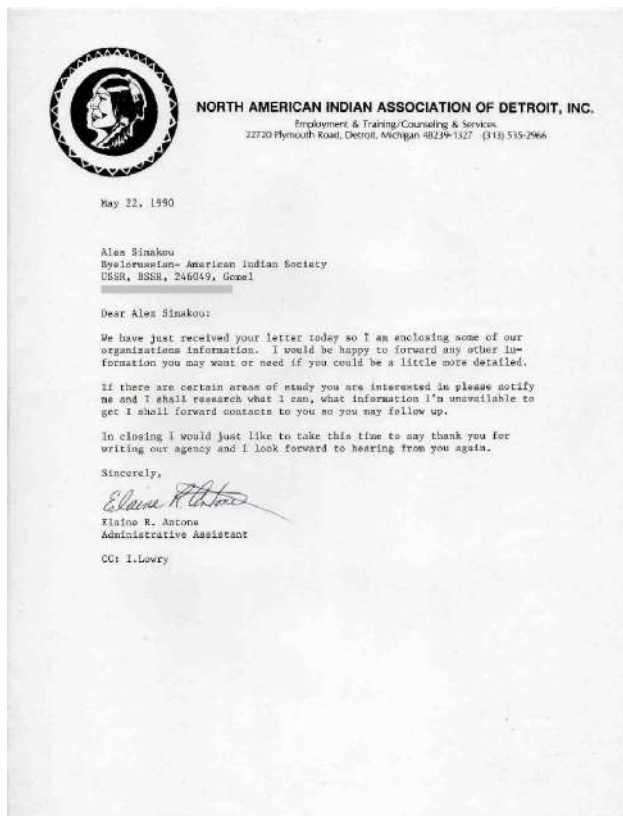 NORTH AMERICAN INDIAN ASSOCIATION OF DETROIT, INC.
Employment & Training/Counseling & Services
22720 Plymouth Road, Detroit, Michigan 48239-1327 (313) 535-2966
May 22, 1990
Ales Simakou
Byelorussian- American Indian Society
USSR, BSSR, 246049, Gomel
Dear Ales Simakou:
We have just received your letter today so I am enclosing some of our
organizations information. I would be happy to forward any other in-
formation you may want or need if you could be a little more detailed.
If there are certain areas of study you are interested in please notify
me and I shall research what I can, what information I'm unavailable to
get I shall forward contacts to you so you may follow up.
In closing I would just like to take this time to say thank you for
writing our agency and I look forward to hearing from you again.
Sincerely,
Elaine R Antone
Elaine R. Antone
Administrative Assistant
CC: I.Lowry